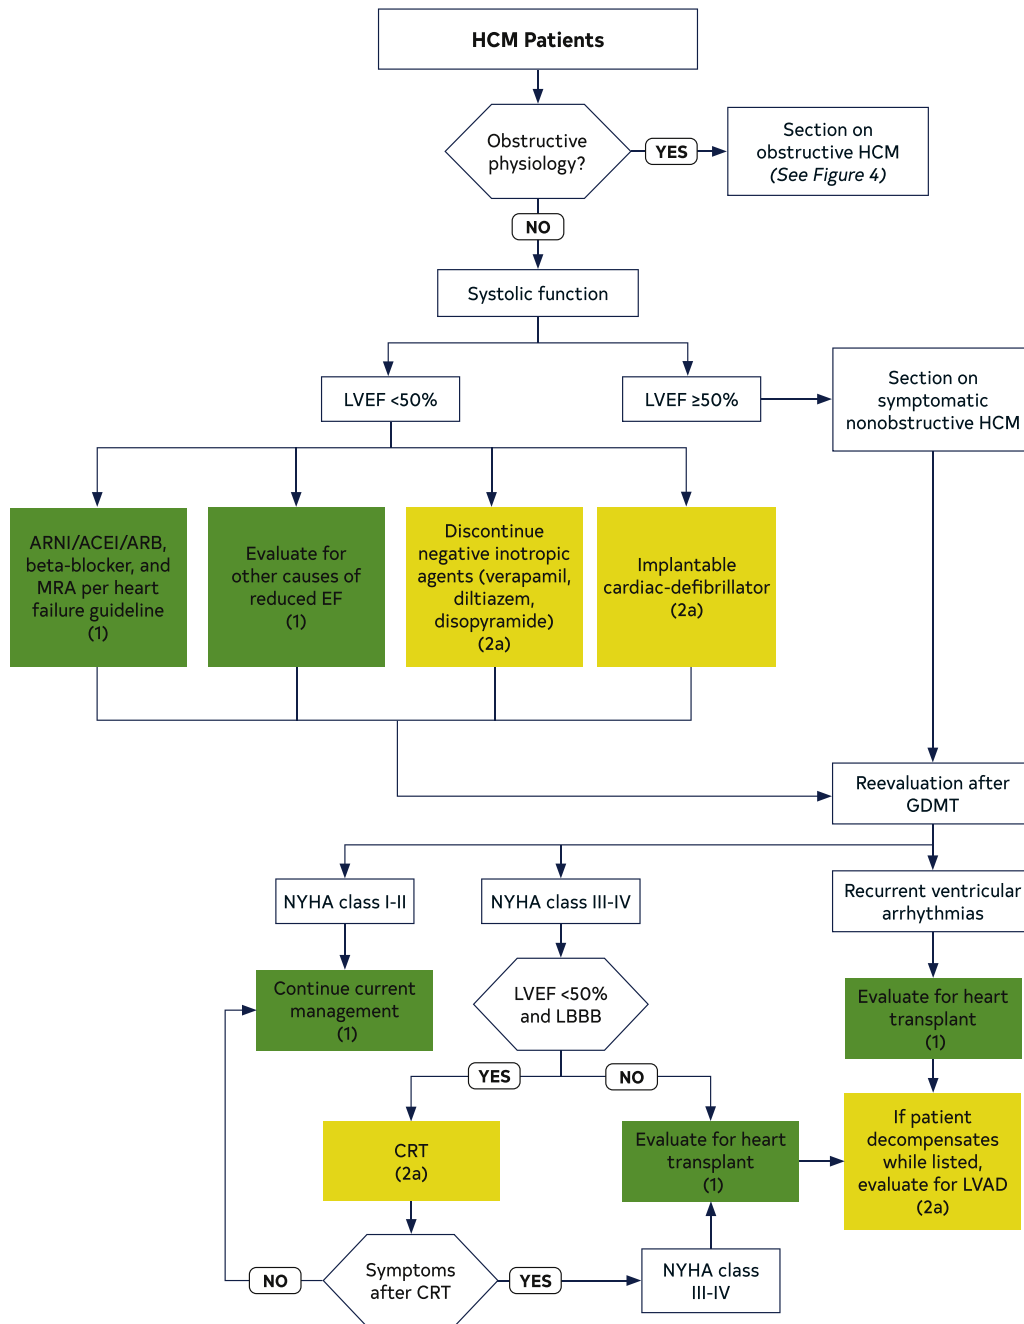 HCM Patients
Obstructive
physiology?
YES
Section on
obstructive HCM
(See Figure 4)
NO
Systolic function
LVEF <50%
LVEF ≥50%
Section on
symptomatic
nonobstructive HCM
ARNI/ACEI/ARB,
beta-blocker, and
MRA per heart
failure guideline
(1)
Evaluate for
other causes of
reduced EF
(1)
Discontinue
negative inotropic
agents (verapamil,
diltiazem,
disopyramide)
(2a)
Implantable
cardiac-defibrillator
(2a)
Reevaluation after
GDMT
NYHA class I-II
NYHA class III-IV
Recurrent ventricular
arrhythmias
Continue current
management
(1)
LVEF <50%
and LBBB
Evaluate for heart
transplant
(1)
YES
NO
CRT
(2a)
Evaluate for heart
transplant
(1)
If patient
decompensates
while listed,
evaluate for LVAD
(2a)
NO
Symptoms
after CRT
YES
NYHA class
III-IV